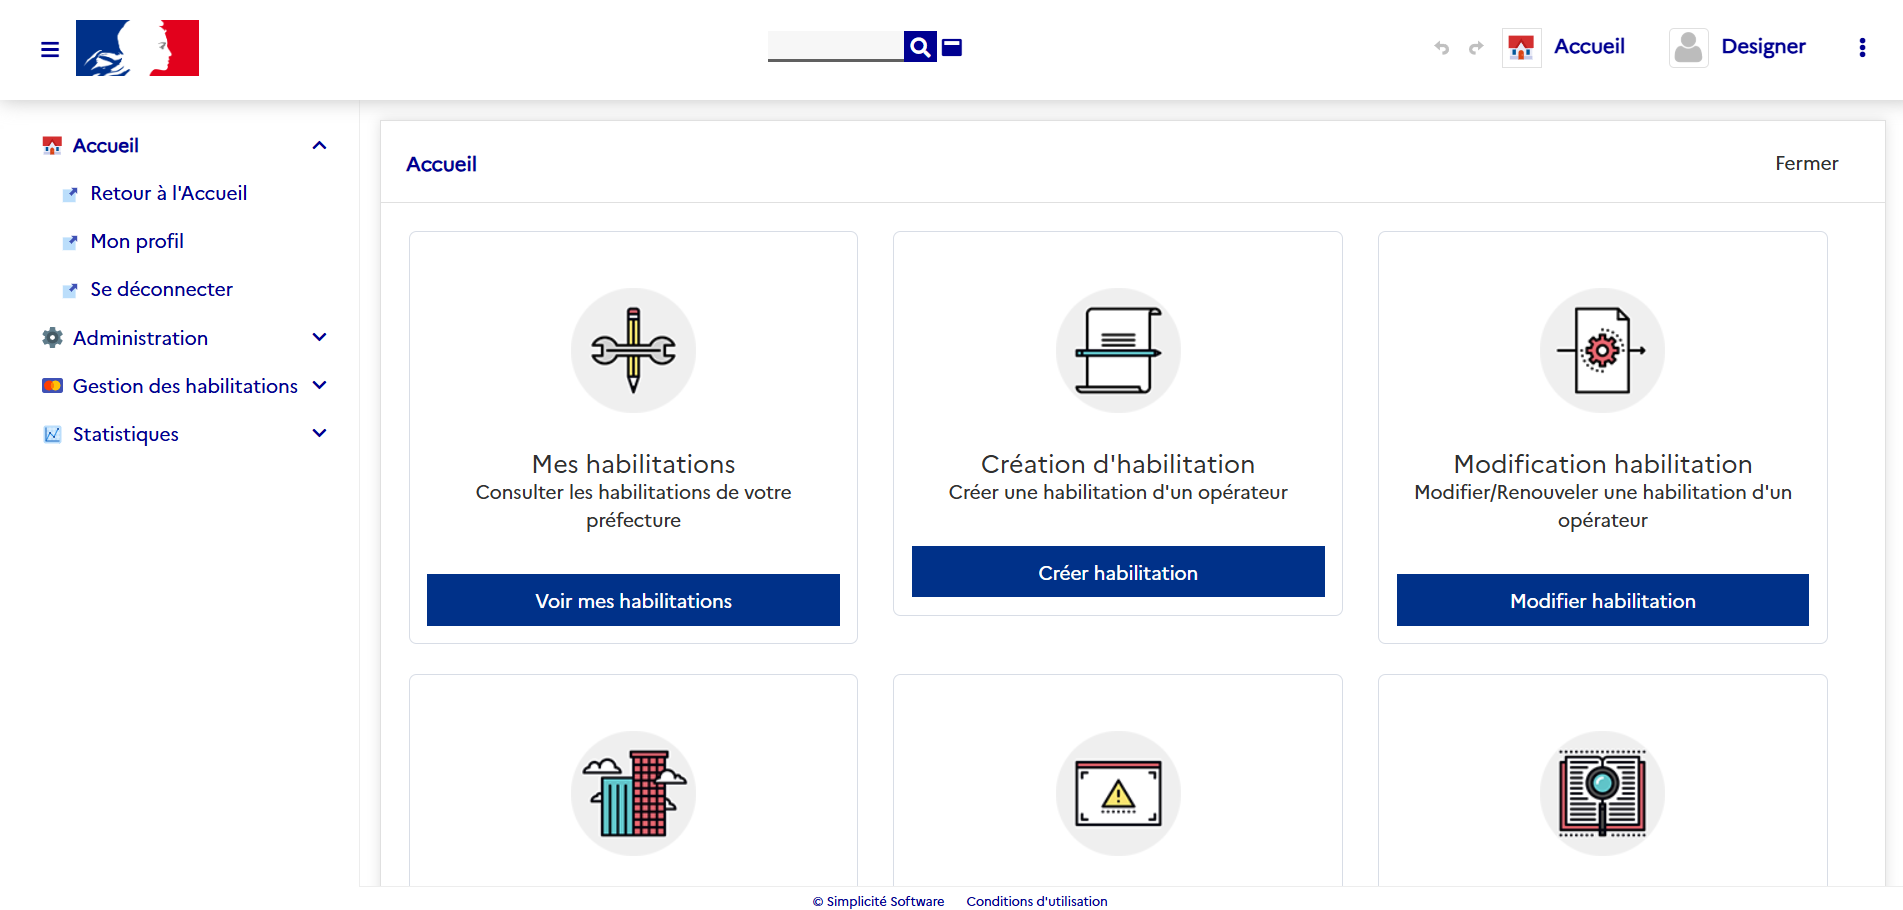 Accueil
Designer
Accueil
Retour à l'Accueil
Mon profil
Se déconnecter
Administration
Gestion des habilitations
Statistiques
Accueil
Fermer
Mes habilitations
Consulter les habilitations de votre
préfecture
Voir mes habilitations
Création d'habilitation
Créer une habilitation d'un opérateur
Créer habilitation
Modification habilitation
Modifier/Renouveler une habilitation d'un
opérateur
Modifier habilitation
© Simplicité Software
Conditions d'utilisation